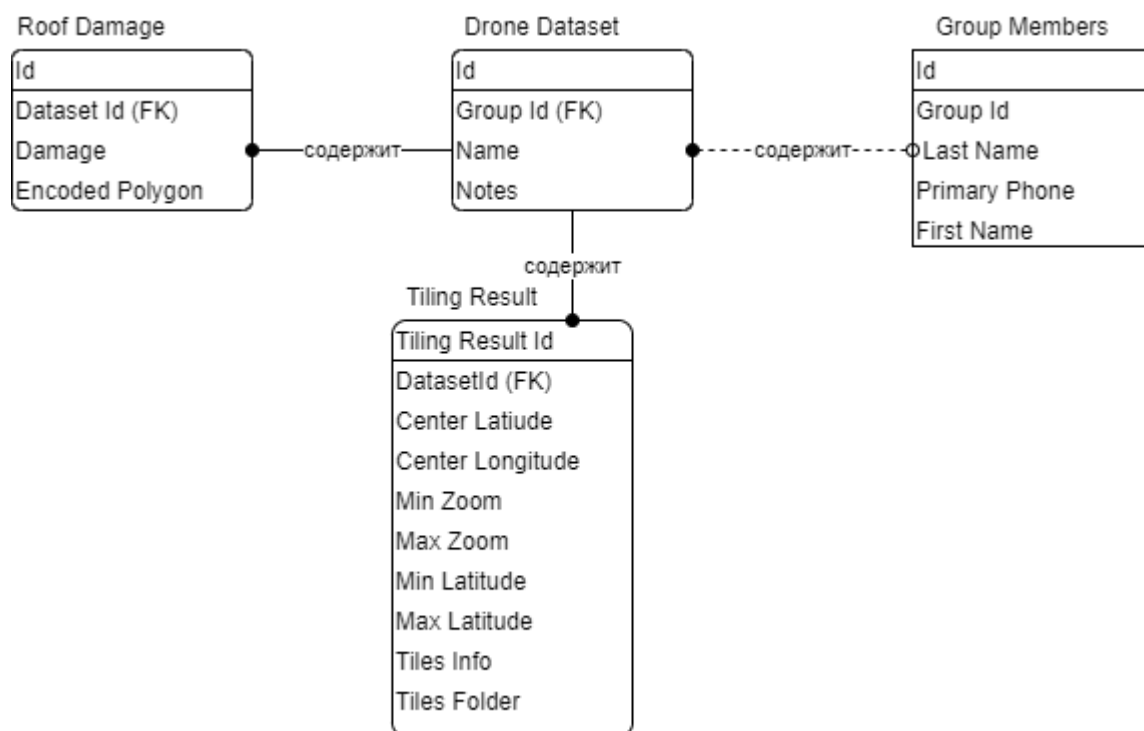 Roof Damage
Id
Dataset Id (FK)
Damage
Encoded Polygon
содержит
Drone Dataset
Id
Group Id (FK)
Name
Notes
содержит
Group Members
Id
Group Id
Last Name
Primary Phone
First Name
содержит
Tiling Result
Tiling Result Id
DatasetId (FK)
Center Latiude
Center Longitude
Min Zoom
Max Zoom
Min Latitude
Max Latitude
Tiles Info
Tiles Folder